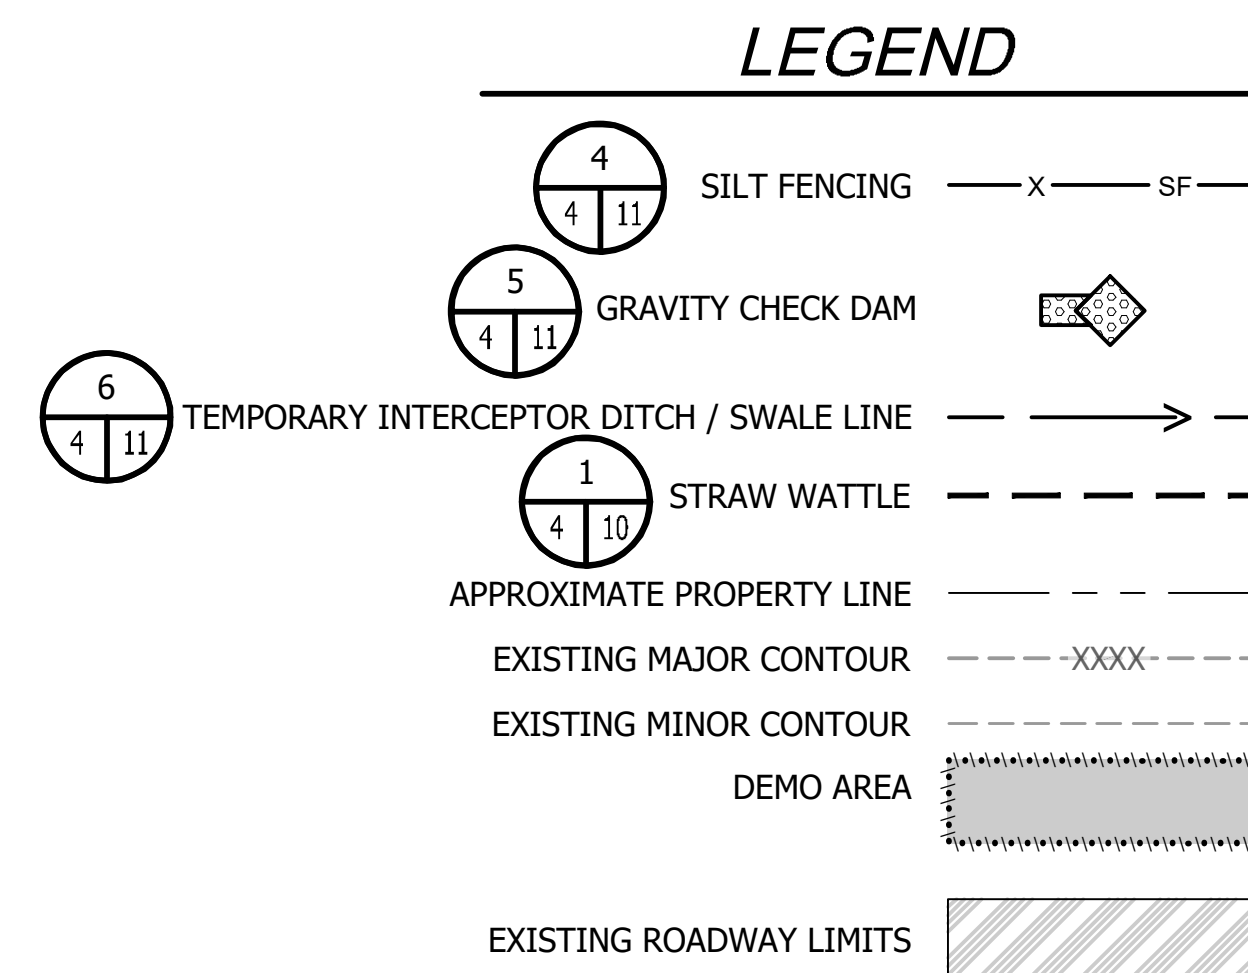 LEGEND
4
4 11
SILT FENCING X SF
5
4 11
GRAVITY CHECK DAM
6
4 11
TEMPORARY INTERCEPTOR DITCH / SWALE LINE
1
4 10
STRAW WATTLE
APPROXIMATE PROPERTY LINE
EXISTING MAJOR CONTOUR XXXX
EXISTING MINOR CONTOUR
DEMO AREA
EXISTING ROADWAY LIMITS